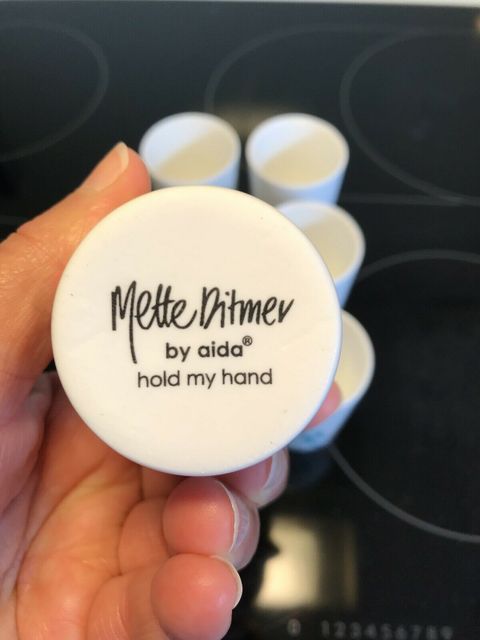 Mette Ditmer
by aida®
hold my hand
0 123456789